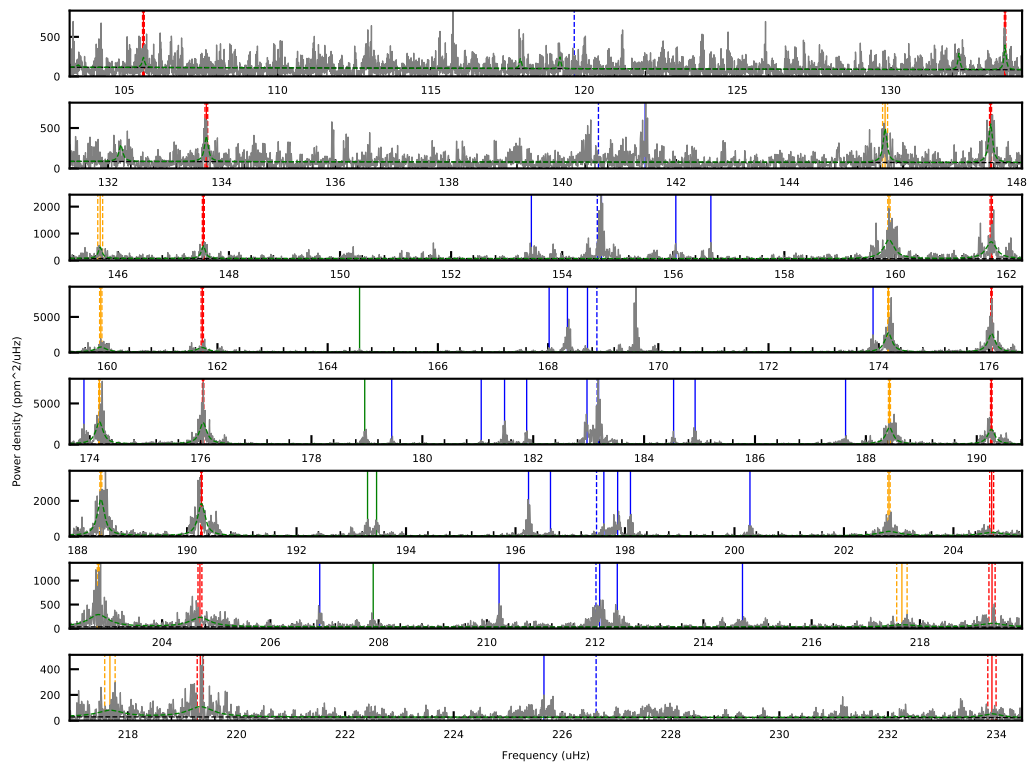 500
0
105 110 115 120 125 130
500
0
132 134 136 138 140 142 144 146 148
2000
1000
0
146 148 150 152 154 156 158 160 162
5000
0
160 162 164 166 168 170 172 174 176
5000
0
174 176 178 180 182 184 186 188 190
2000
0
188 190 192 194 196 198 200 202 204
1000
500
0
204 206 208 210 212 214 216 218
400
200
0
218 220 222 224 226 228 230 232 234
Power density (ppm^2/uHz)
Frequency (uHz)